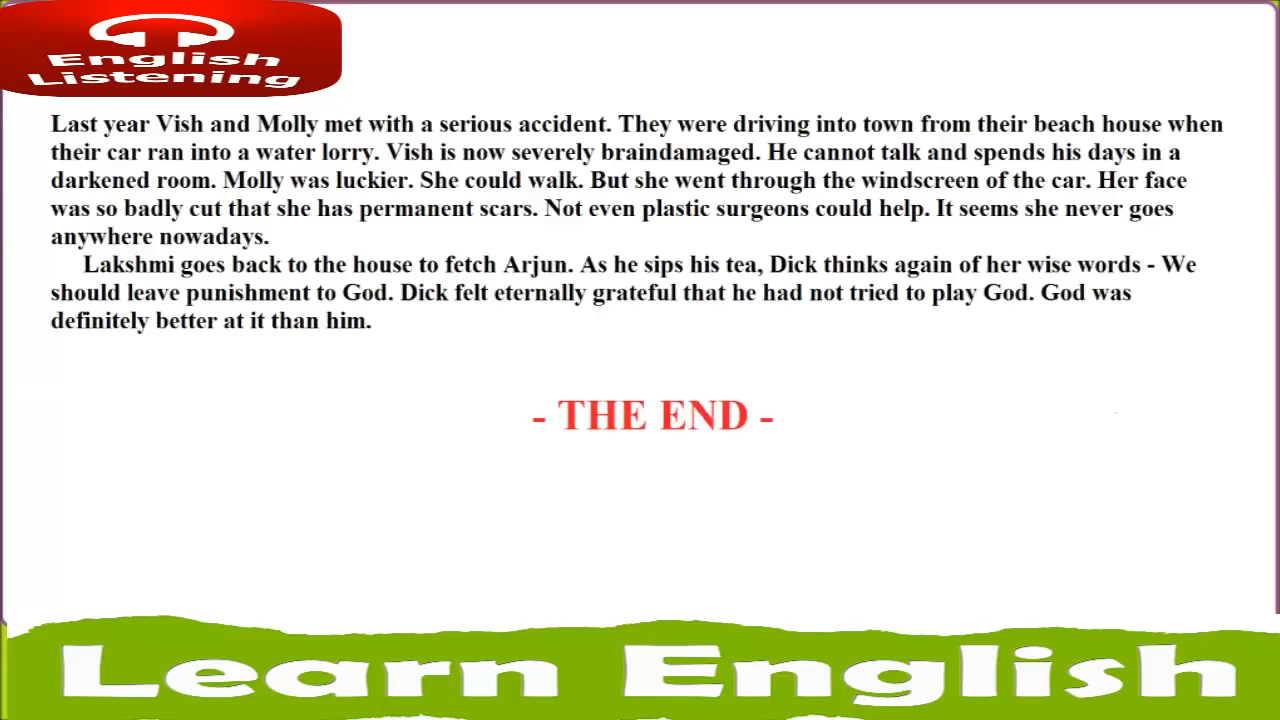 English
Listening
Last year Vish and Molly met with a serious accident. They were driving into town from their beach house when
their car ran into a water lorry. Vish is now severely braindamaged. He cannot talk and spends his days in a
darkened room. Molly was luckier. She could walk. But she went through the windscreen of the car. Her face
was so badly cut that she has permanent scars. Not even plastic surgeons could help. It seems she never goes
anywhere nowadays.
Lakshmi goes back to the house to fetch Arjun. As he sips his tea, Dick thinks again of her wise words - We
should leave punishment to God. Dick felt eternally grateful that he had not tried to play God. God was
definitely better at it than him.
- THE END -
Learn English